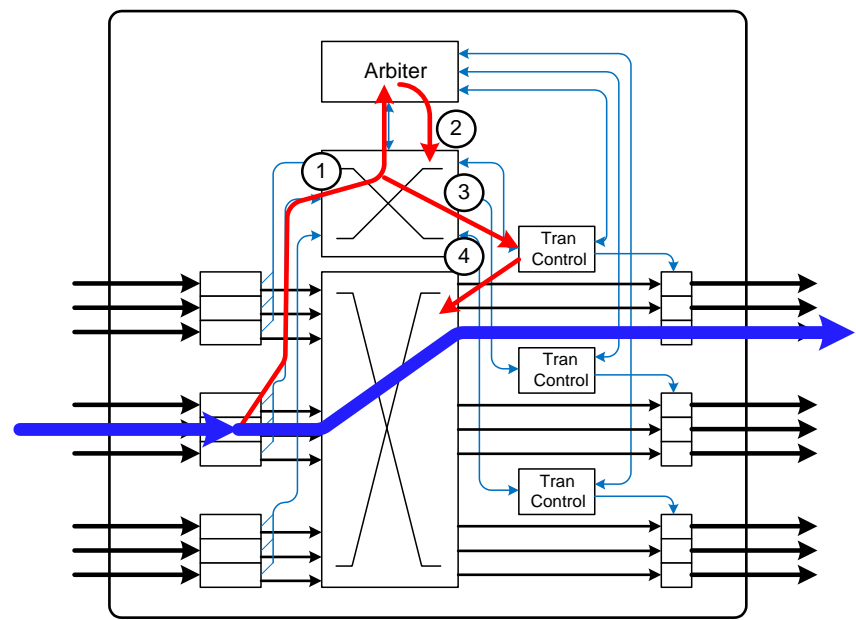 Arbiter
2
1
3
4
Tran
Control
Tran
Control
Tran
Control